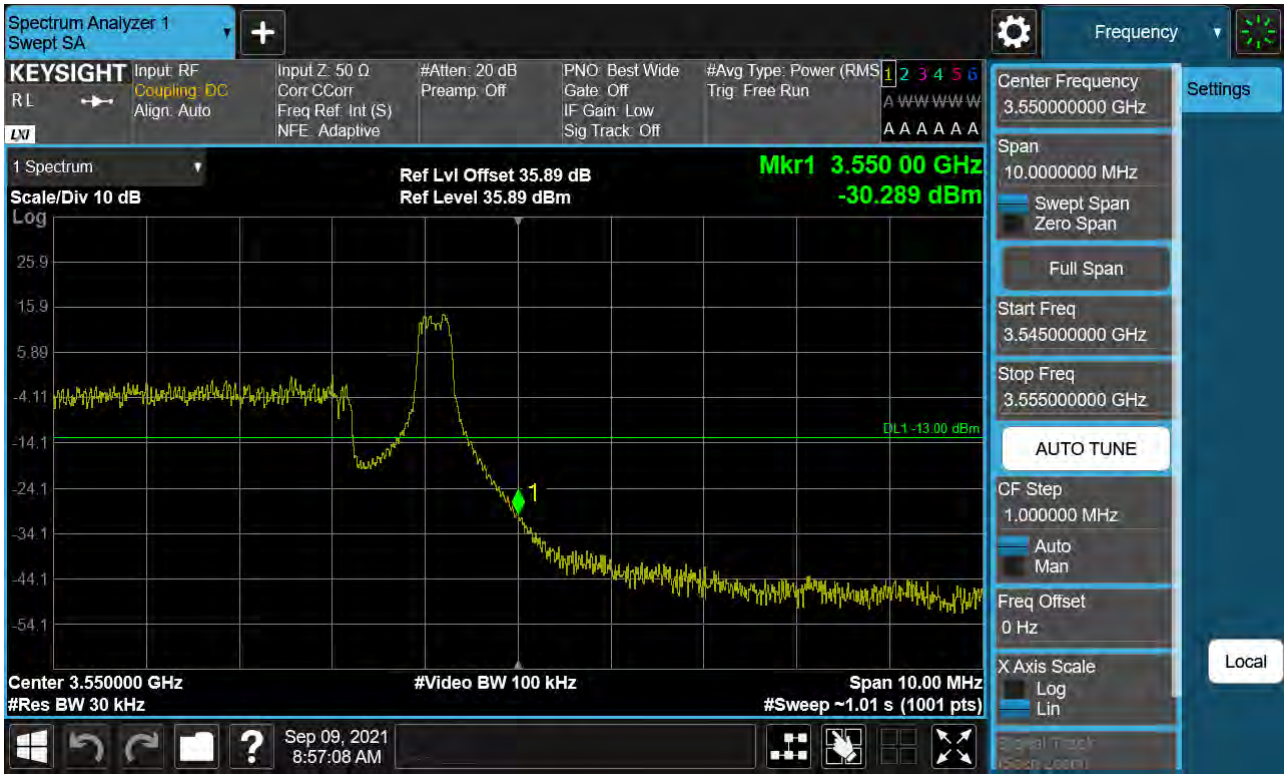 Spectrum Analyzer 1
Swept SA
+
Frequency
KEYSIGHT
RL
LXI
Input: RF
Coupling: DC
Align: Auto
Input Z: 50 Ω
Corr CCorr
Freq Ref: Int (S)
NFE: Adaptive
#Atten: 20 dB
Preamp: Off
PNO: Best Wide
Gate: Off
IF Gain: Low
Sig Track: Off
#Avg Type: Power (RMS
Trig: Free Run
1 2 3 4 5 6
A W W W W W
A A A A A A
1 Spectrum
Scale/Div 10 dB
Log
Ref Lvl Offset 35.89 dB
Ref Level 35.89 dBm
Mkr1 3.550 00 GHz
-30.289 dBm
25.9
15.9
5.89
-4.11
-14.1
-24.1
-34.1
-44.1
-54.1
DL1 -13.00 dBm
1
Center 3.550000 GHz
#Video BW 100 kHz
Span 10.00 MHz
#Res BW 30 kHz
#Sweep ~1.01 s (1001 pts)
Center Frequency
3.550000000 GHz
Settings
Span
10.0000000 MHz
Swept Span
Zero Span
Full Span
Start Freq
3.545000000 GHz
Stop Freq
3.555000000 GHz
AUTO TUNE
CF Step
1.000000 MHz
Auto
Man
Freq Offset
0 Hz
X Axis Scale
Log
Lin
Local
Signal Track
(Span Zoom)
?
Sep 09, 2021
8:57:08 AM